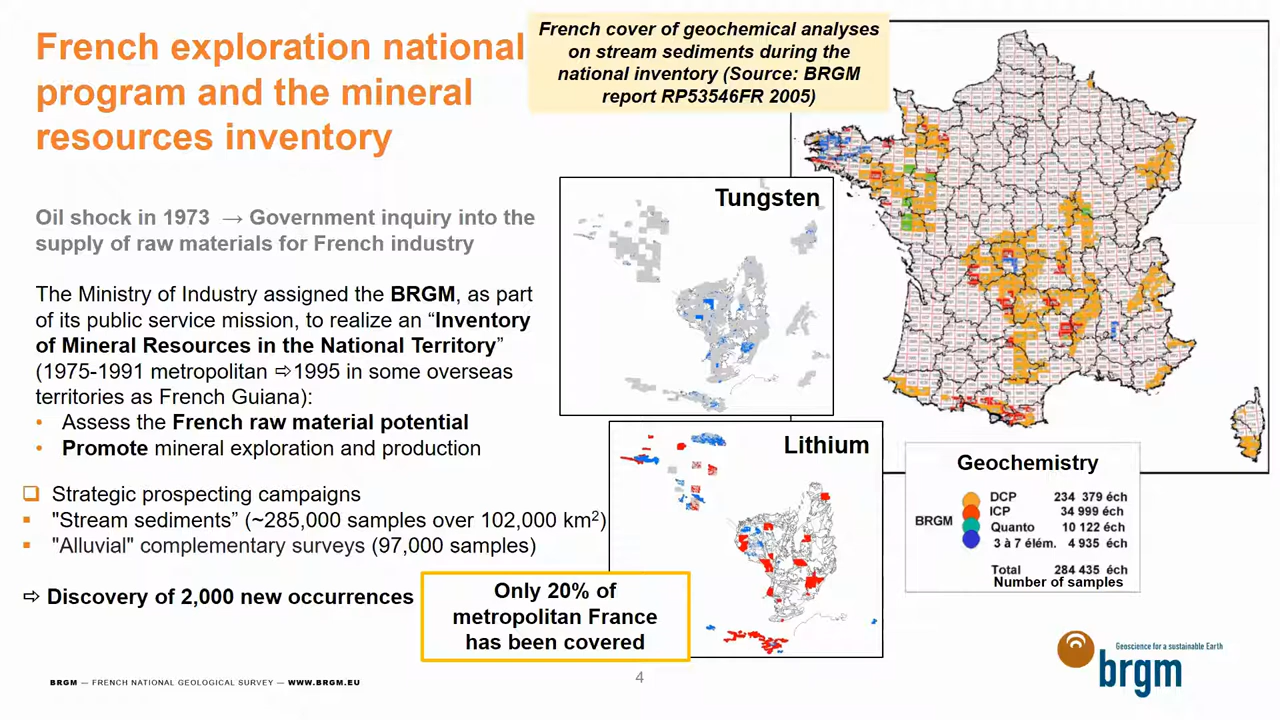 French exploration national
program and the mineral
resources inventory
French cover of geochemical analyses
on stream sediments during the
national inventory (Source: BRGM
report RP53546FR 2005)
Oil shock in 1973 → Government inquiry into the
supply of raw materials for French industry
The Ministry of Industry assigned the BRGM, as part
of its public service mission, to realize an “Inventory
of Mineral Resources in the National Territory”
(1975-1991 metropolitan ⇨1995 in some overseas
territories as French Guiana):
• Assess the French raw material potential
• Promote mineral exploration and production
❑ Strategic prospecting campaigns
▪ "Stream sediments” (~285,000 samples over 102,000 km²)
▪ "Alluvial" complementary surveys (97,000 samples)
⇨ Discovery of 2,000 new occurrences
Only 20% of
metropolitan France
has been covered
Tungsten
Lithium
Geochemistry
BRGM
DCP 234 379 éch
ICP 34 999 éch
Quanto 10 122 éch
3 à 7 élém. 4 935 éch
Total 284 435 éch
Number of samples
Geoscience for a sustainable Earth
brgm
BRGM — FRENCH NATIONAL GEOLOGICAL SURVEY — WWW.BRGM.EU
4